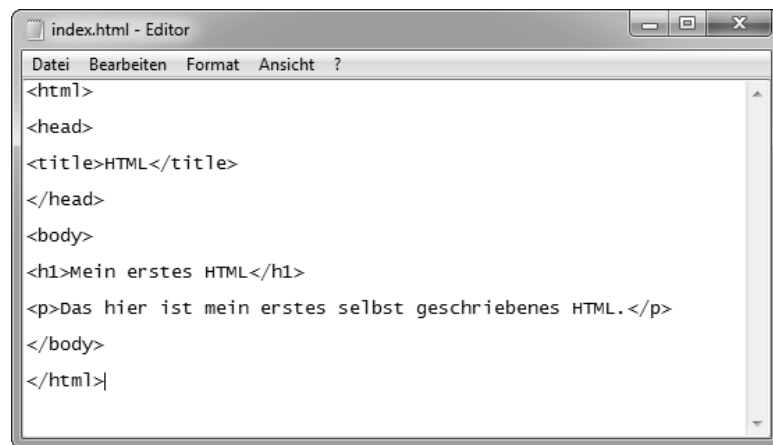 index.html - Editor
Datei Bearbeiten Format Ansicht ?
<html>
<head>
<title>HTML</title>
</head>
<body>
<h1>Mein erstes HTML</h1>
<p>Das hier ist mein erstes selbst geschriebenes HTML.</p>
</body>
</html>